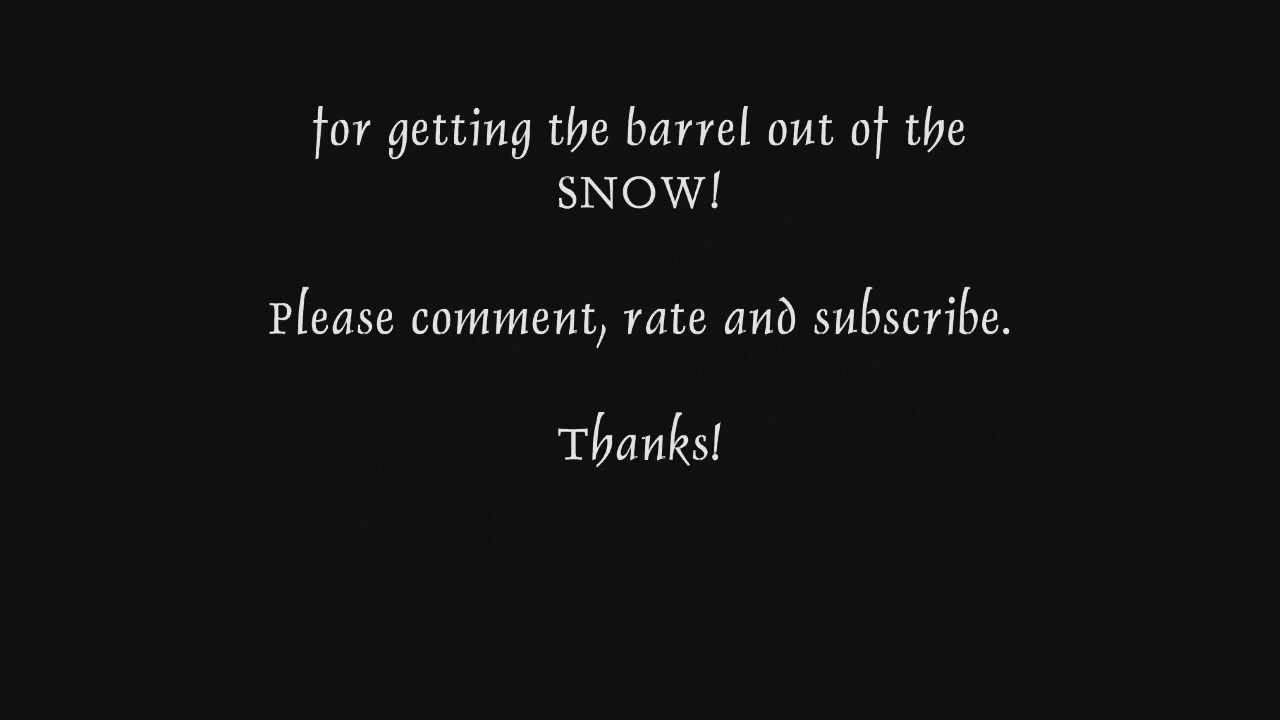 for getting the barrel out of the
SNOW!
Please comment, rate and subscribe.
Thanks!